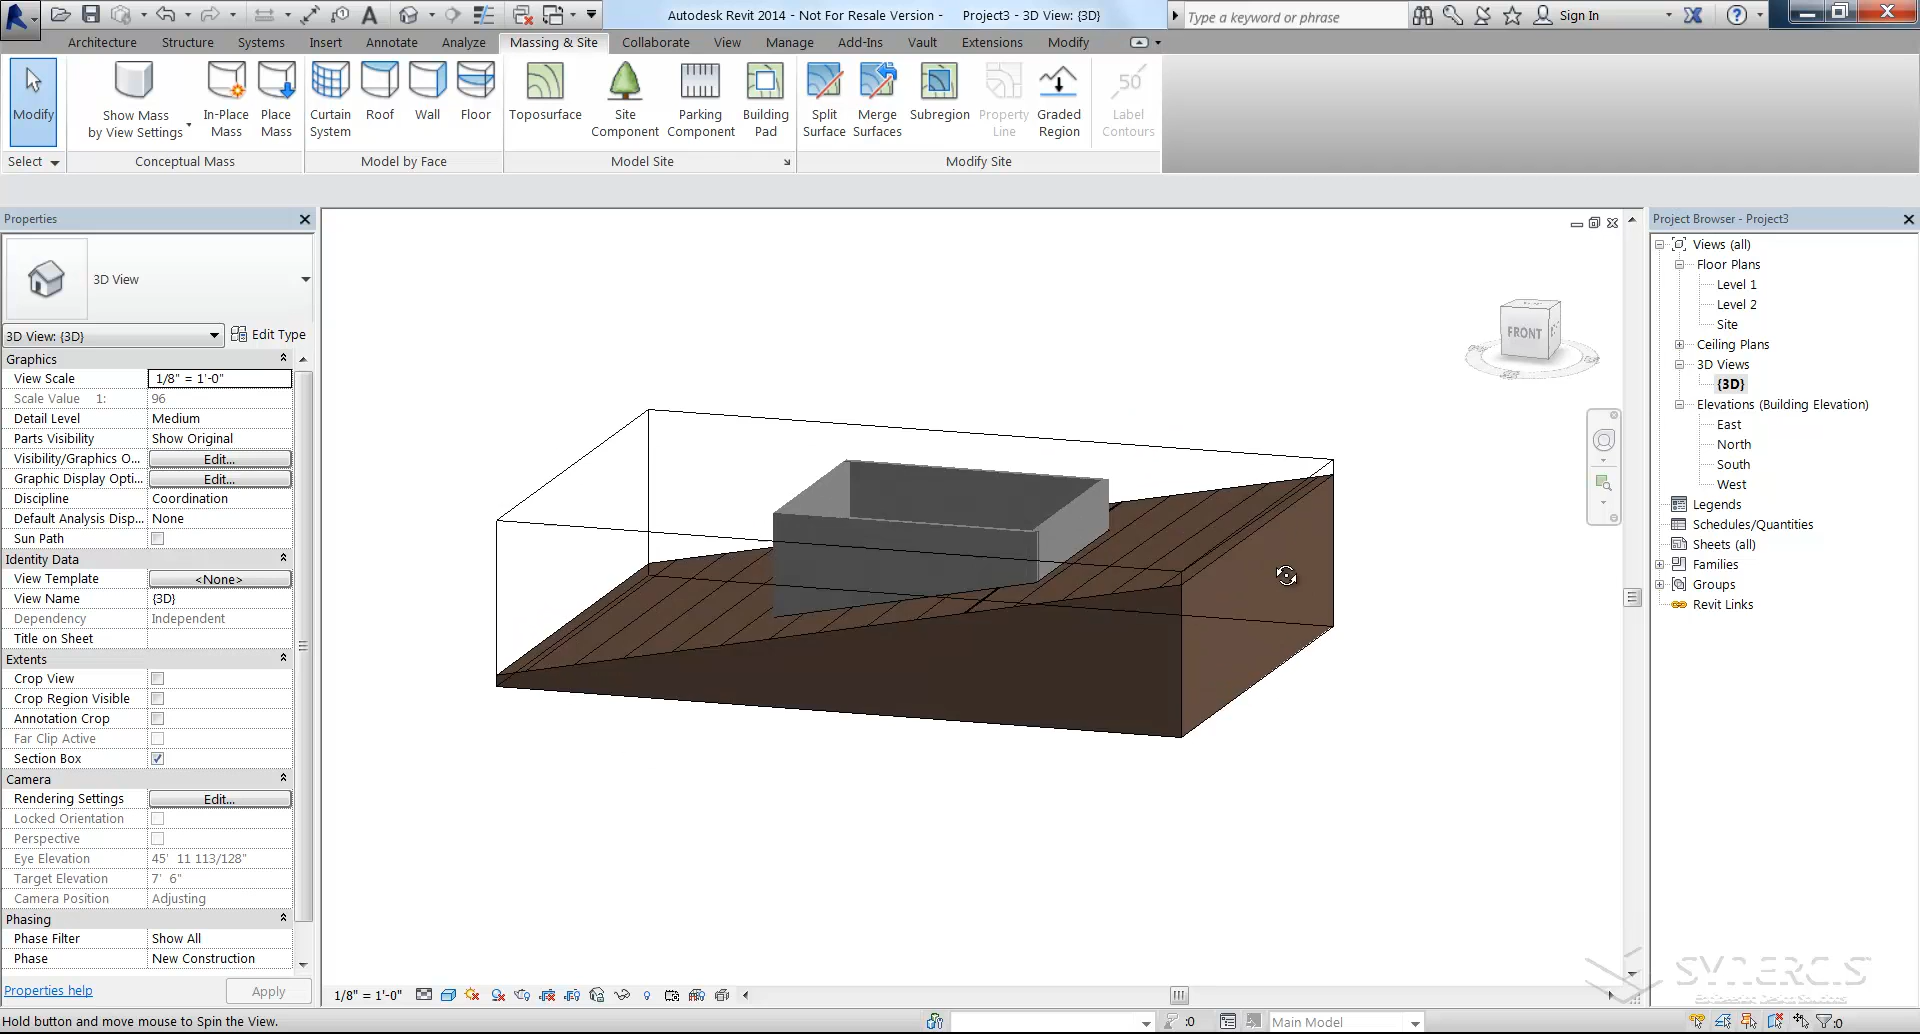 Autodesk Revit 2014 - Not For Resale Version - Project3 - 3D View: {3D}
Type a keyword or phrase
Sign In
Architecture Structure Systems Insert Annotate Analyze Massing & Site Collaborate View Manage Add-Ins Vault Extensions Modify
Modify
Show Mass
by View Settings
In-Place
Mass
Place
Mass
Curtain
System
Roof
Wall
Floor
Toposurface
Site
Component
Parking
Component
Building
Pad
Split
Surface
Merge
Surfaces
Subregion
Property
Line
Graded
Region
50
Label
Contours
Select
Conceptual Mass
Model by Face
Model Site
Modify Site
Properties
3D View
3D View: {3D}
Edit Type
Graphics
View Scale 1/8" = 1'-0"
Scale Value 1: 96
Detail Level Medium
Parts Visibility Show Original
Visibility/Graphics O... Edit...
Graphic Display Opti... Edit...
Discipline Coordination
Default Analysis Disp... None
Sun Path
Identity Data
View Template <None>
View Name {3D}
Dependency Independent
Title on Sheet
Extents
Crop View
Crop Region Visible
Annotation Crop
Far Clip Active
Section Box
Camera
Rendering Settings Edit...
Locked Orientation
Perspective
Eye Elevation 45' 11 113/128"
Target Elevation 7' 6"
Camera Position Adjusting
Phasing
Phase Filter Show All
Phase New Construction
Properties help
Apply
FRONT
Project Browser - Project3
Views (all)
Floor Plans
Level 1
Level 2
Site
Ceiling Plans
3D Views
{3D}
Elevations (Building Elevation)
East
North
South
West
Legends
Schedules/Quantities
Sheets (all)
Families
Groups
Revit Links
SYNERGIS
Engineering Design Solutions
1/8" = 1'-0"
Hold button and move mouse to Spin the View.
:0
Main Model
:0